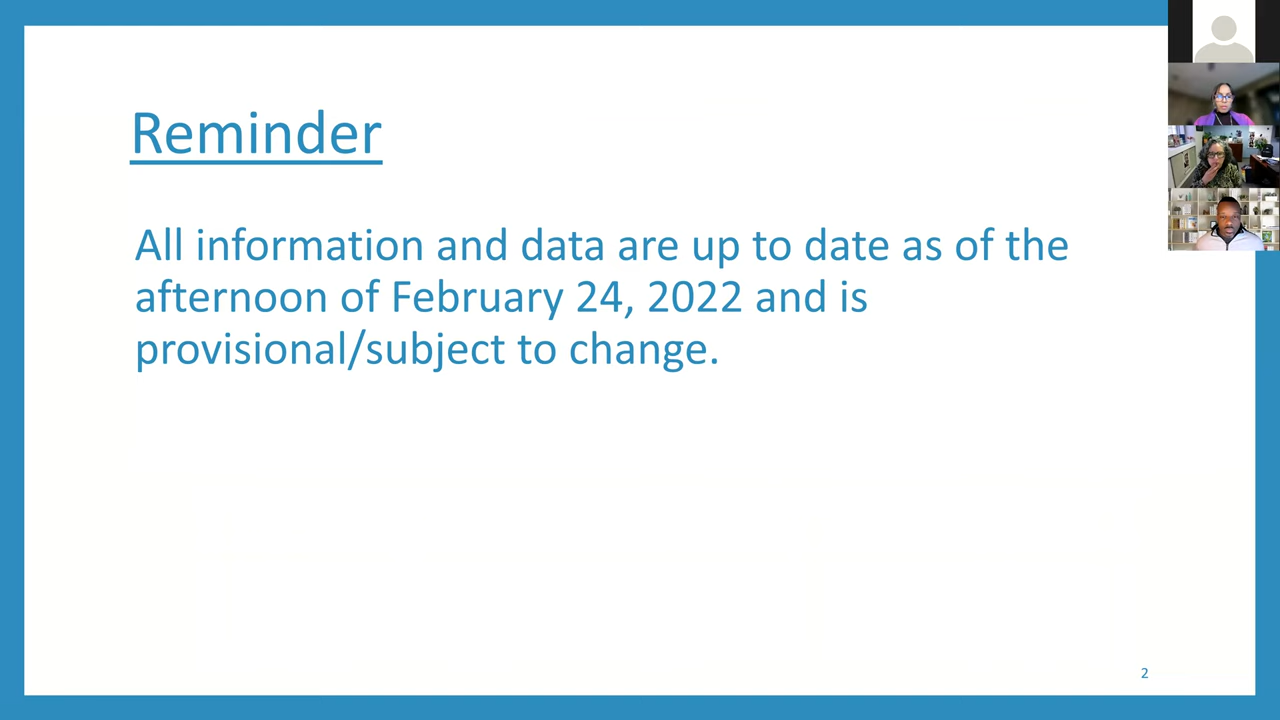 Reminder
All information and data are up to date as of the
afternoon of February 24, 2022 and is
provisional/subject to change.
2